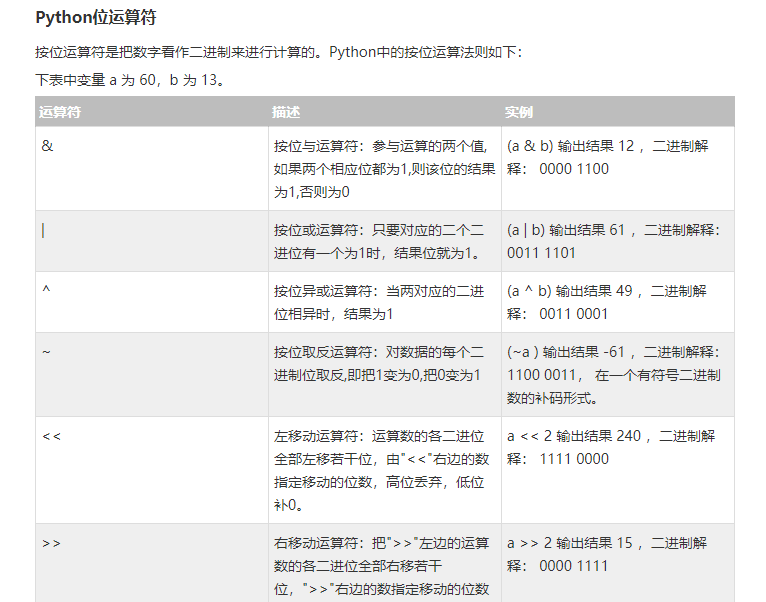 Python位运算符
按位运算符是把数字看作二进制来进行计算的。Python中的按位运算法则如下：
下表中变量 a 为 60，b 为 13。
运算符 描述 实例
& 按位与运算符：参与运算的两个值, (a & b) 输出结果 12 ，二进制解
如果两个相应位都为1,则该位的结果 释： 0000 1100
为1,否则为0
| 按位或运算符：只要对应的二个二 (a | b) 输出结果 61 ，二进制解释：
进位有一个为1时，结果位就为1。 0011 1101
^ 按位异或运算符：当两对应的二进 (a ^ b) 输出结果 49 ，二进制解
位相异时，结果为1 释： 0011 0001
~ 按位取反运算符：对数据的每个二 (~a ) 输出结果 -61 ，二进制解释：
进制位取反,即把1变为0,把0变为1 1100 0011， 在一个有符号二进制
数的补码形式。
<< 左移动运算符：运算数的各二进位 a << 2 输出结果 240 ，二进制解
全部左移若干位，由"<<"右边的数 释： 1111 0000
指定移动的位数，高位丢弃，低位
补0。
>> 右移动运算符：把">>"左边的运算 a >> 2 输出结果 15 ，二进制解
数的各二进位全部右移若干 释： 0000 1111
位，">>"右边的数指定移动的位数